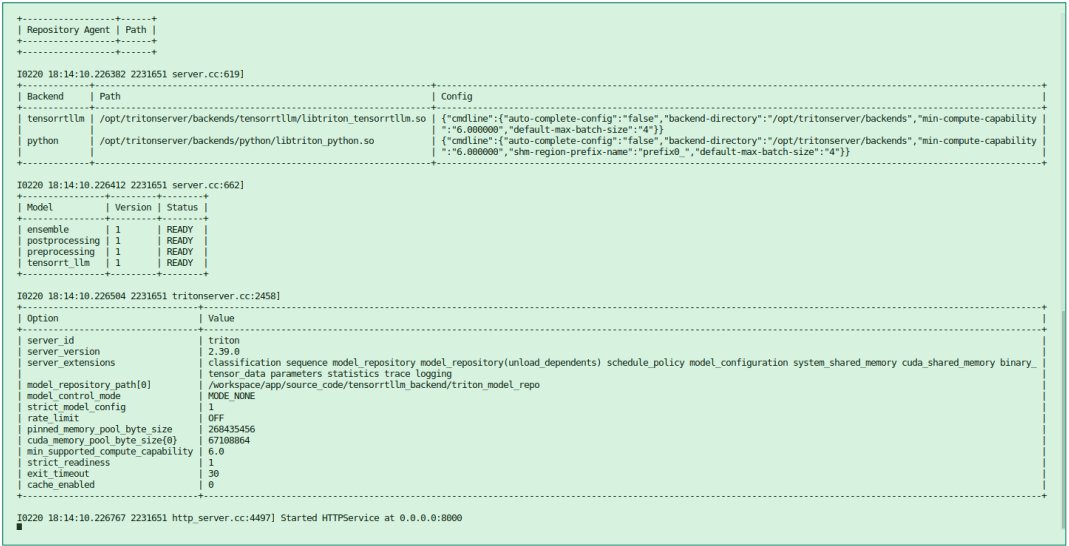 +-----------------+------+
| Repository Agent | Path |
+-----------------+------+
+-----------------+------+
I0220 18:14:10.226382 2231651 server.cc:619]
| Backend | Path | Config |
| tensorrtllm | /opt/tritonserver/backends/tensorrtllm/libtriton_tensorrtllm.so | {"cmdline":{"auto-complete-config":"false","backend-directory":"/opt/tritonserver/backends","min-compute-capability |
| | | ":"6.000000","default-max-batch-size":"4"}} |
| python | /opt/tritonserver/backends/python/libtriton_python.so | {"cmdline":{"auto-complete-config":"false","backend-directory":"/opt/tritonserver/backends","min-compute-capability |
| | | ":"6.000000","shm-region-prefix-name":"prefix0_","default-max-batch-size":"4"}} |
I0220 18:14:10.226412 2231651 server.cc:662]
+----------------+---------+--------+
| Model | Version | Status |
+----------------+---------+--------+
| ensemble | 1 | READY |
| postprocessing | 1 | READY |
| preprocessing | 1 | READY |
| tensorrt_llm | 1 | READY |
+----------------+---------+--------+
I0220 18:14:10.226504 2231651 tritonserver.cc:2458]
| Option | Value |
| server_id | triton |
| server_version | 2.39.0 |
| server_extensions | classification sequence model_repository model_repository(unload_dependents) schedule_policy model_configuration system_shared_memory cuda_shared_memory binary_ |
| | tensor_data parameters statistics trace logging |
| model_repository_path[0] | /workspace/app/source_code/tensorrtllm_backend/triton_model_repo |
| model_control_mode | MODE_NONE |
| strict_model_config | 1 |
| rate_limit | OFF |
| pinned_memory_pool_byte_size | 268435456 |
| cuda_memory_pool_byte_size{0} | 67108864 |
| min_supported_compute_capability | 6.0 |
| strict_readiness | 1 |
| exit_timeout | 30 |
| cache_enabled | 0 |
I0220 18:14:10.226767 2231651 http_server.cc:4497] Started HTTPService at 0.0.0.0:8000